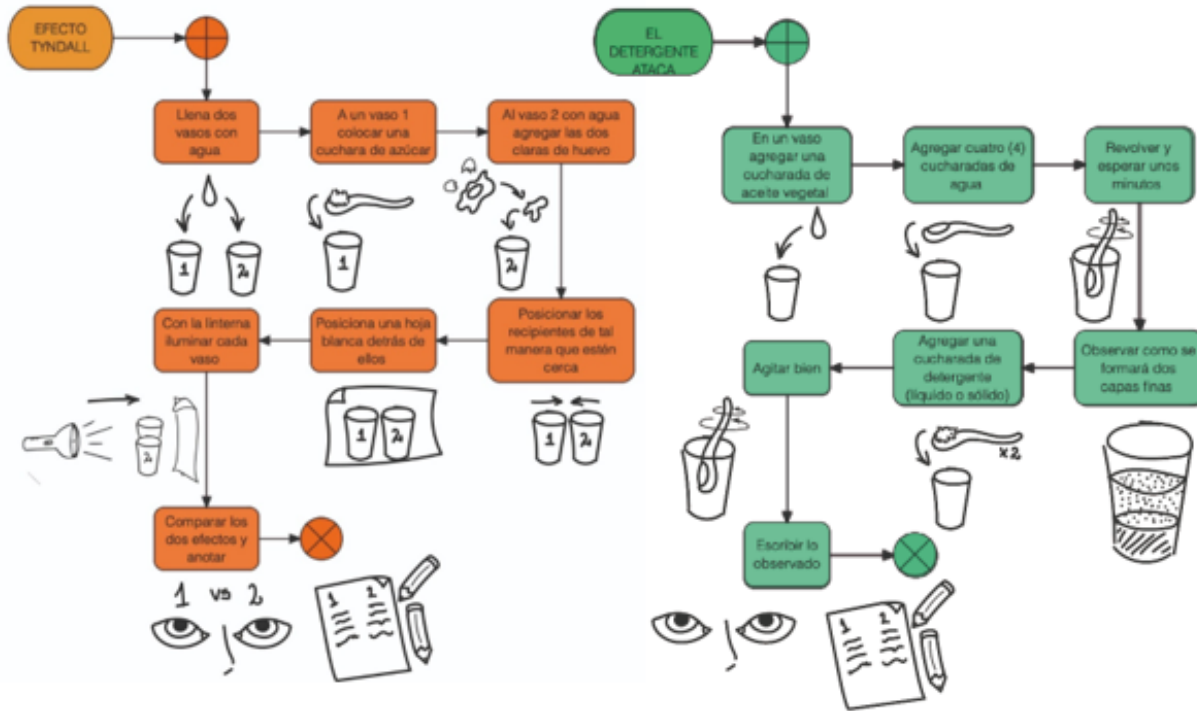 EFECTO
TYNDALL
Llena dos
vasos con
agua
A un vaso 1
colocar una
cuchara de azúcar
Al vaso 2 con agua
agregar las dos
claras de huevo
1
2
1
2
Posicionar los
recipientes de tal
manera que estén
cerca
Posiciona una hoja
blanca detrás de
ellos
Con la linterna
iluminar cada
vaso
2
1 2
1 2
Comparar los
dos efectos y
anotar
1 vs 2
1 2
EL
DETERGENTE
ATACA
En un vaso
agregar una
cucharada de
aceite vegetal
Agregar cuatro (4)
cucharadas de
agua
Revolver y
esperar unos
minutos
Observar como se
formará dos
capas finas
Agregar una
cucharada de
detergente
(líquido o sólido)
Agitar bien
x2
Escribir lo
observado
1 2